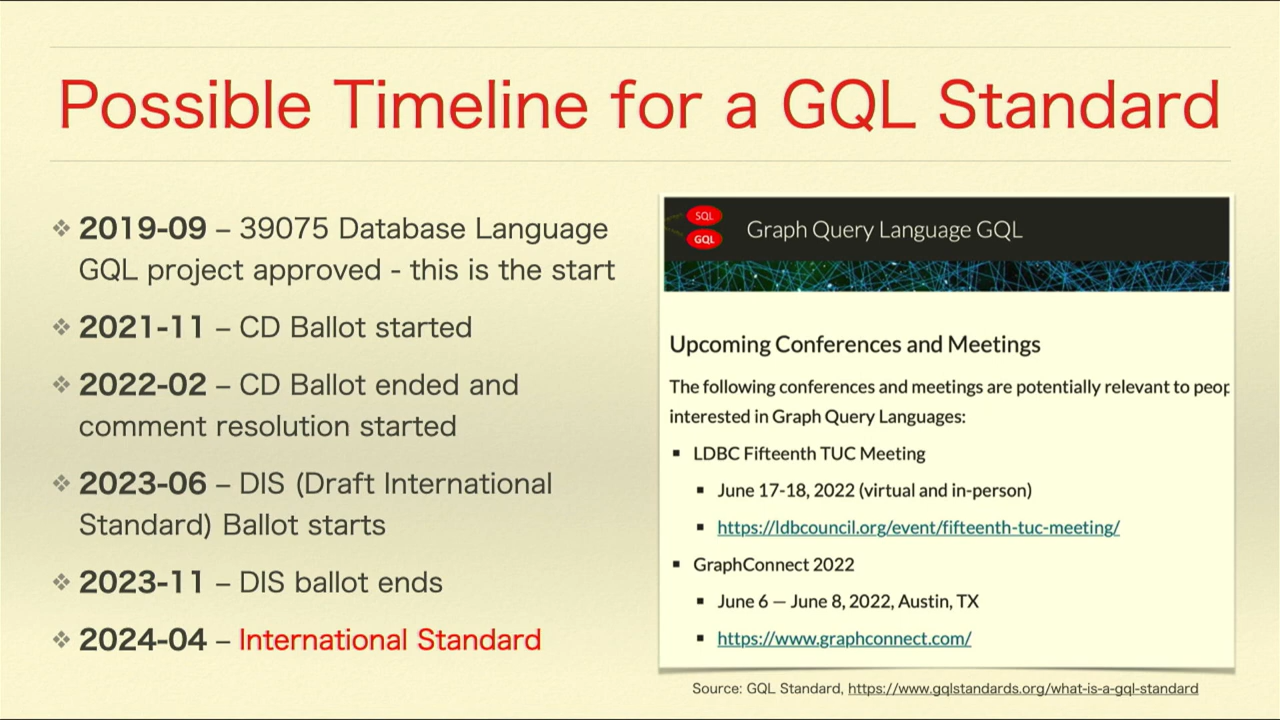 Possible Timeline for a GQL Standard
❖ 2019-09 – 39075 Database Language
GQL project approved - this is the start
❖ 2021-11 – CD Ballot started
❖ 2022-02 – CD Ballot ended and
comment resolution started
❖ 2023-06 – DIS (Draft International
Standard) Ballot starts
❖ 2023-11 – DIS ballot ends
❖ 2024-04 – International Standard
SQL
GQL
Graph Query Language GQL
Upcoming Conferences and Meetings
The following conferences and meetings are potentially relevant to peop
interested in Graph Query Languages:
▪ LDBC Fifteenth TUC Meeting
▪ June 17-18, 2022 (virtual and in-person)
▪ https://ldbcouncil.org/event/fifteenth-tuc-meeting/
▪ GraphConnect 2022
▪ June 6 — June 8, 2022, Austin, TX
▪ https://www.graphconnect.com/
Source: GQL Standard, https://www.gqlstandards.org/what-is-a-gql-standard